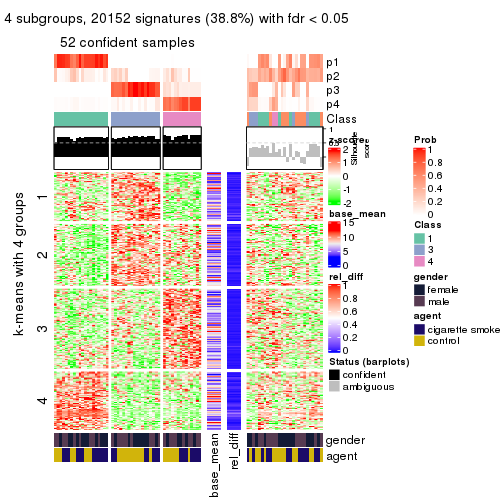 4 subgroups, 20152 signatures (38.8%) with fdr < 0.05
52 confident samples
p1
p2
p3
p4
Class
1
0.5
0
Silhouette
score
k-means with 4 groups
1
2
3
4
z-score
2
1
0
-1
-2
base_mean
15
10
5
0
rel_diff
1
0.8
0.6
0.4
0.2
0
Status (barplots)
confident
ambiguous
Prob
1
0.8
0.6
0.4
0.2
0
Class
1
3
4
gender
female
male
agent
cigarette smoke
control
gender
agent
base_mean
rel_diff